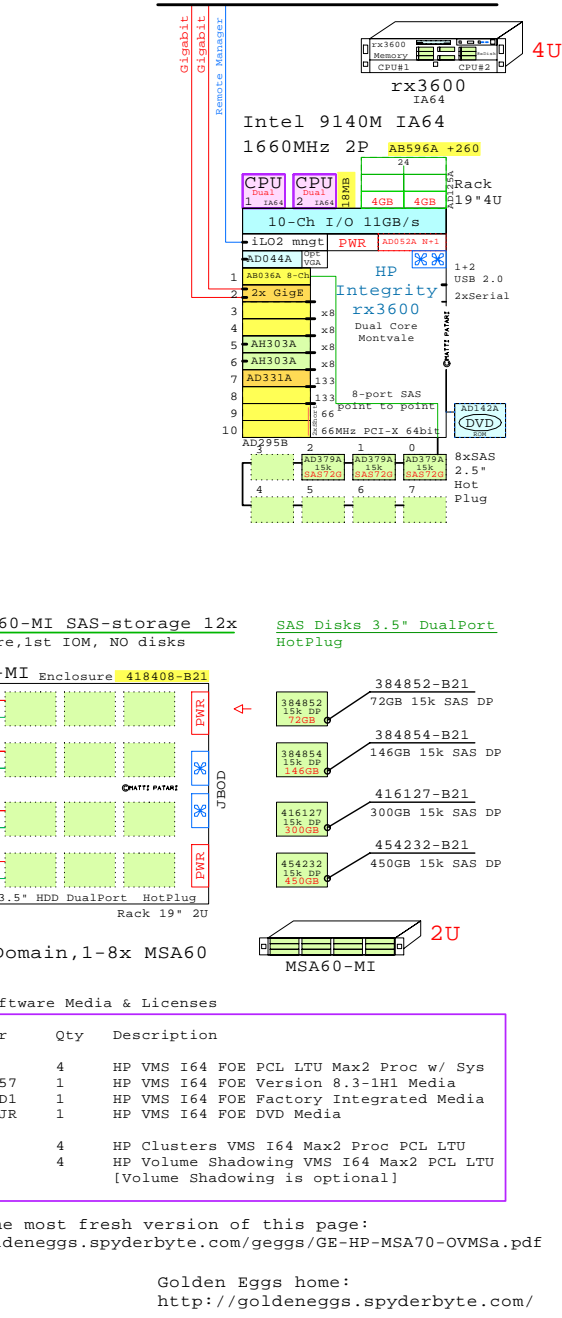 Gigabit
Gigabit
Remote Manager
rx3600
Memory
CPU#1
CPU#2
4U
rx3600
IA64
Intel 9140M IA64
1660MHz 2P
AB596A +260
24
CPU
Dual
1 IA64
CPU
Dual
2 IA64
18MB
4GB
4GB
AD125A
Rack
19"4U
10-Ch I/O 11GB/s
iLO2 mngt
PWR
AD052A N+1
AD044A
Opt
VGA
1 AB036A 8-Ch
2 2x GigE
3
4
5 AH303A
6 AH303A
7 AD331A
8
9
10
x8
x8
x8
x8
133
133
66
66MHz PCI-X 64bit
2xShort
HP
Integrity
rx3600
Dual Core
Montvale
1+2
USB 2.0
2xSerial
©MATTI PATARI
8-port SAS
point to point
AD142A
DVD
ROM
AD295B
3
2
1
0
AD379A
15k
SAS72G
AD379A
15k
SAS72G
AD379A
15k
SAS72G
4
5
6
7
8xSAS
2.5"
Hot
Plug
60-MI SAS-storage 12x
re,1st IOM, NO disks
-MI Enclosure 418408-B21
PWR
JBOD
©MATTI PATARI
PWR
3.5" HDD DualPort HotPlug
Rack 19" 2U
Domain,1-8x MSA60
SAS Disks 3.5" DualPort
HotPlug
384852
15k DP
72GB
384852-B21
72GB 15k SAS DP
384854
15k DP
146GB
384854-B21
146GB 15k SAS DP
416127
15k DP
300GB
416127-B21
300GB 15k SAS DP
454232
15k DP
450GB
454232-B21
450GB 15k SAS DP
2U
MSA60-MI
ftware Media & Licenses
r Qty Description
4 HP VMS I64 FOE PCL LTU Max2 Proc w/ Sys
57 1 HP VMS I64 FOE Version 8.3-1H1 Media
D1 1 HP VMS I64 FOE Factory Integrated Media
JR 1 HP VMS I64 FOE DVD Media
4 HP Clusters VMS I64 Max2 Proc PCL LTU
4 HP Volume Shadowing VMS I64 Max2 PCL LTU
[Volume Shadowing is optional]
he most fresh version of this page:
ldeneggs.spyderbyte.com/geggs/GE-HP-MSA70-OVMSa.pdf
Golden Eggs home:
http://goldeneggs.spyderbyte.com/